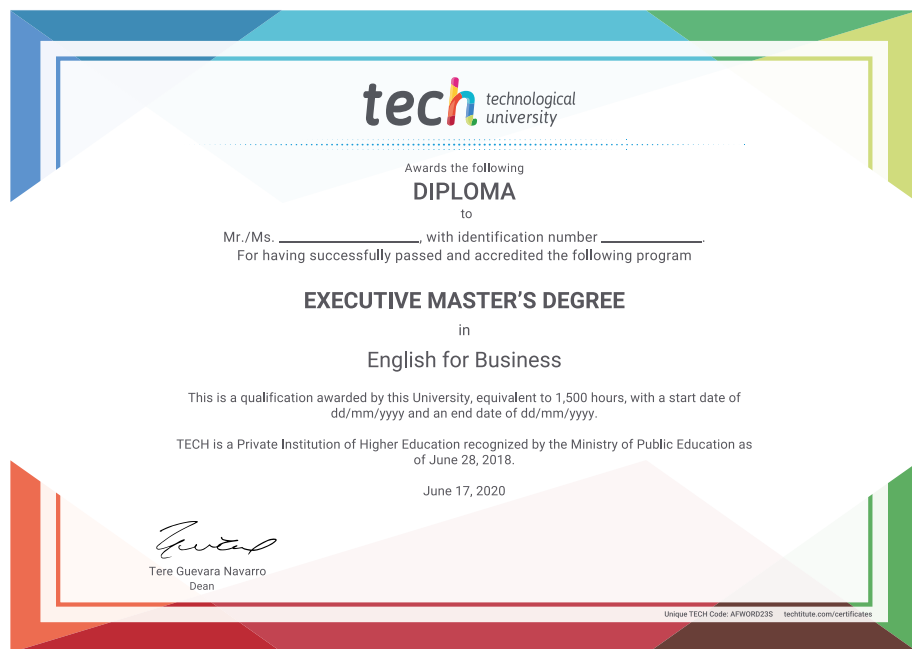 tech technological
university
Awards the following
DIPLOMA
to
Mr./Ms. ____________________, with identification number ______________.
For having successfully passed and accredited the following program
EXECUTIVE MASTER'S DEGREE
in
English for Business
This is a qualification awarded by this University, equivalent to 1,500 hours, with a start date of
dd/mm/yyyy and an end date of dd/mm/yyyy.
TECH is a Private Institution of Higher Education recognized by the Ministry of Public Education as
of June 28, 2018.
June 17, 2020
Tere Guevara Navarro
Dean
Unique TECH Code: AFWORD23S techtitute.com/certificates